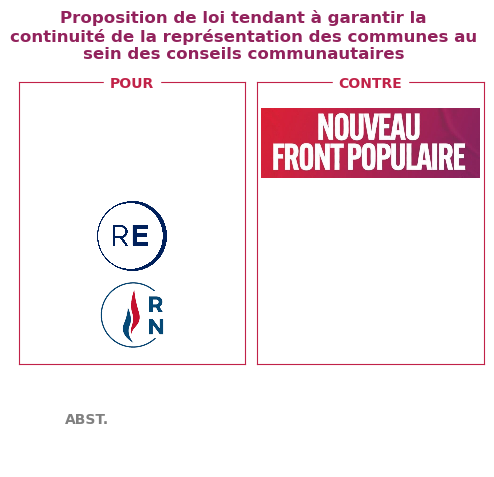 Proposition de loi tendant à garantir la
continuité de la représentation des communes au
sein des conseils communautaires
POUR
CONTRE
NOUVEAU
FRONT POPULAIRE
RE
R
N
ABST.